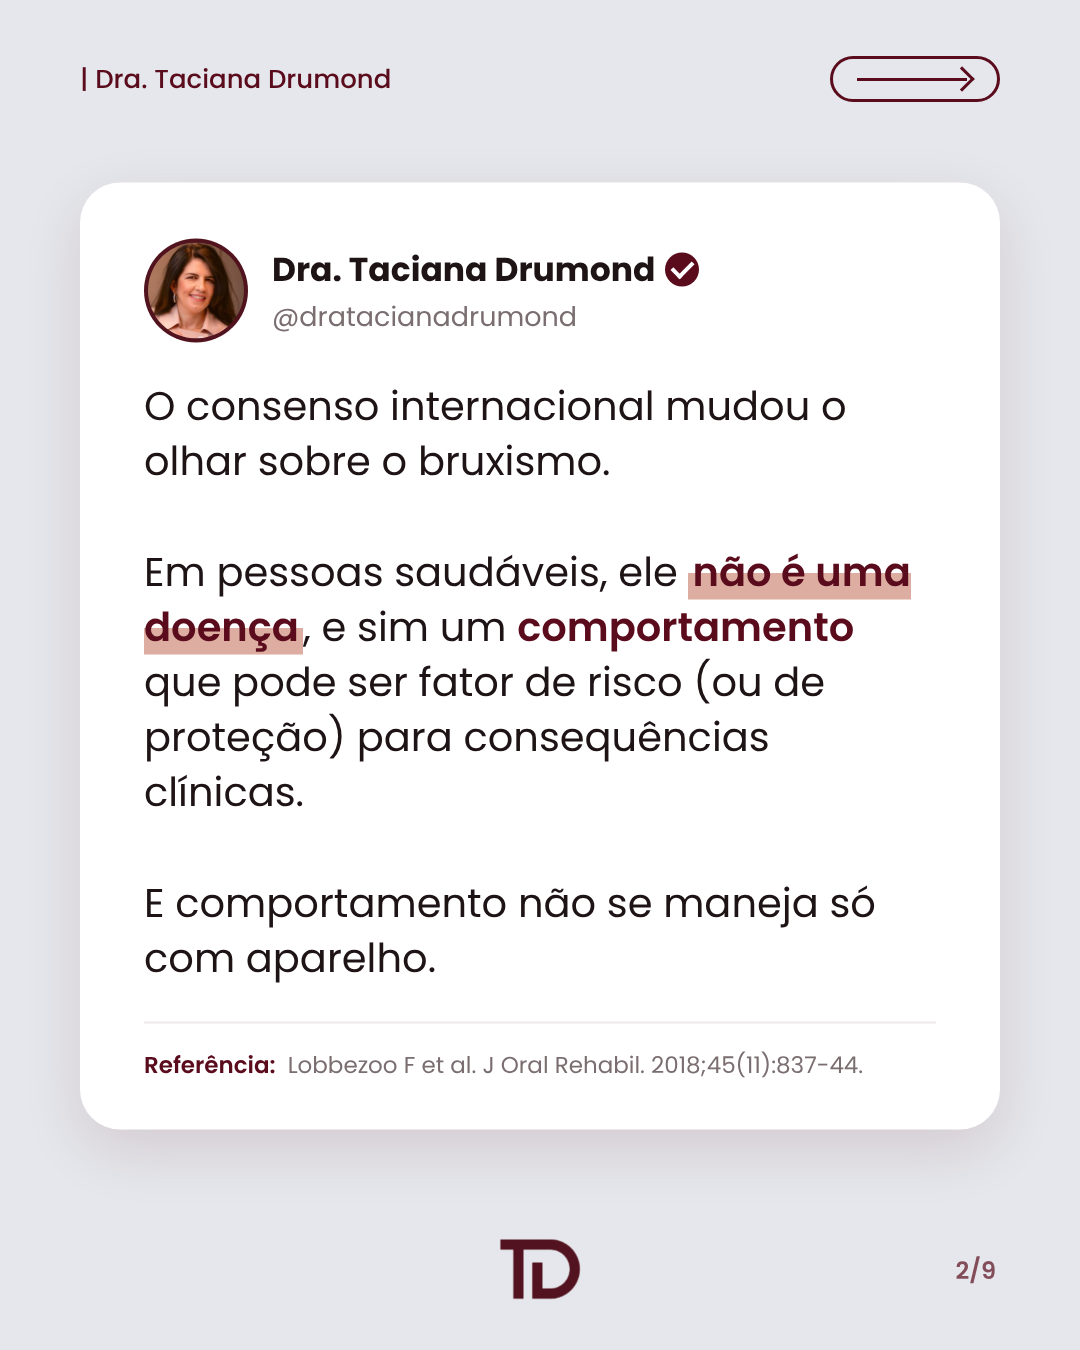 | Dra. Taciana Drumond
Dra. Taciana Drumond
@dratacianadrumond
O consenso internacional mudou o
olhar sobre o bruxismo.
Em pessoas saudáveis, ele não é uma
doença, e sim um comportamento
que pode ser fator de risco (ou de
proteção) para consequências
clínicas.
E comportamento não se maneja só
com aparelho.
Referência: Lobbezoo F et al. J Oral Rehabil. 2018;45(11):837-44.
TD
2/9